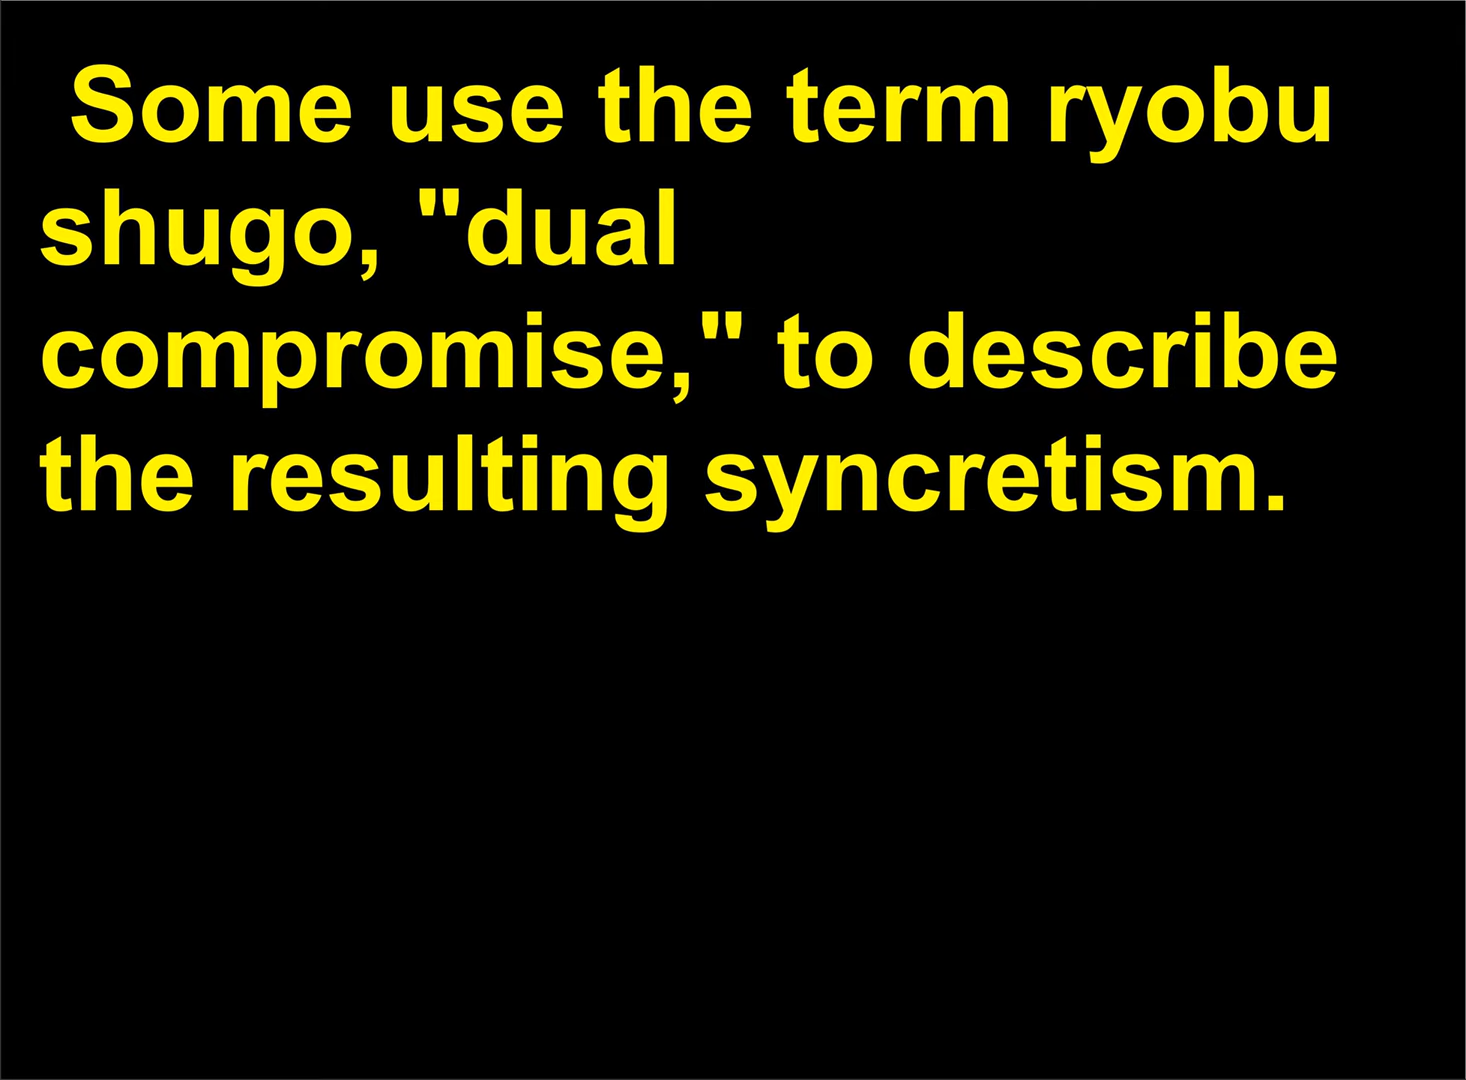 Some use the term ryobu
shugo, "dual
compromise," to describe
the resulting syncretism.